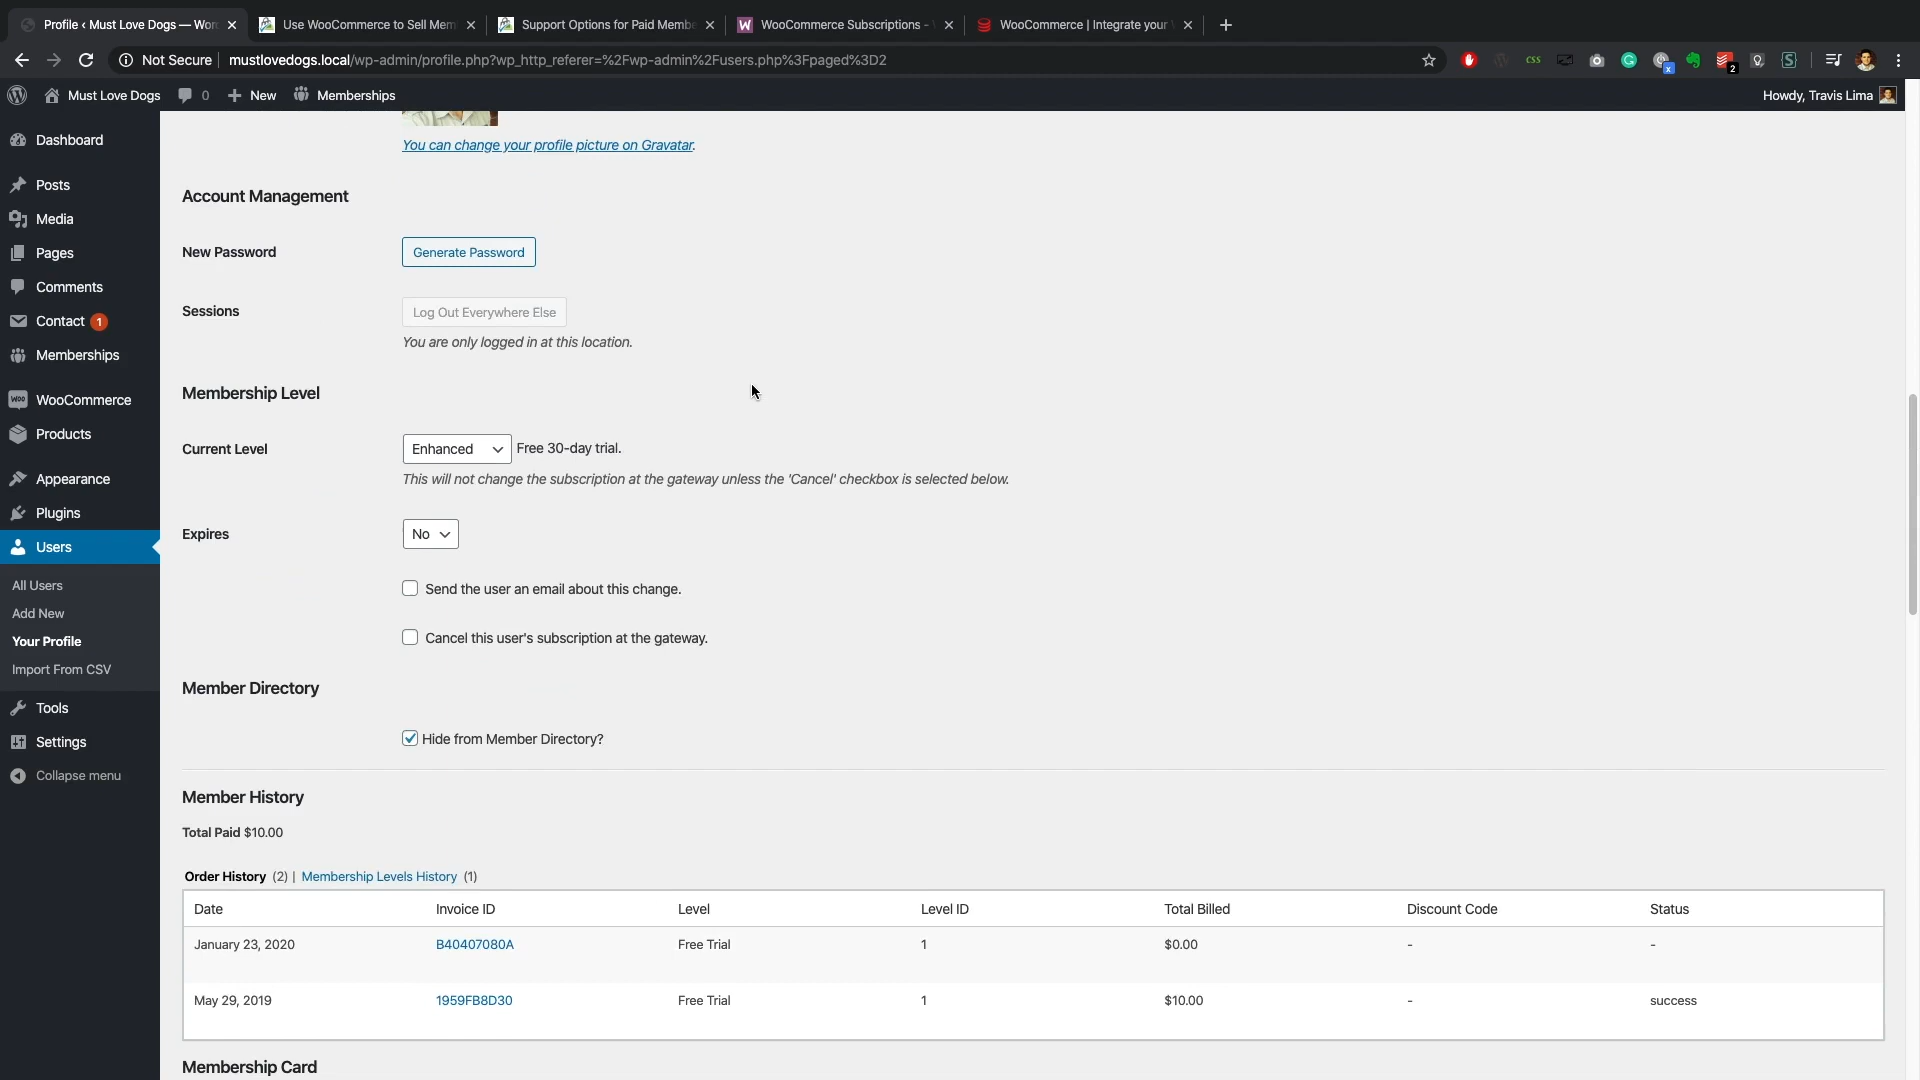 Profile ‹ Must Love Dogs — Wor
Use WooCommerce to Sell Mem
Support Options for Paid Membe
WooCommerce Subscriptions -
WooCommerce | Integrate your
Not Secure
mustlovedogs.local/wp-admin/profile.php?wp_http_referer=%2Fwp-admin%2Fusers.php%3Fpaged%3D2
css
x
2
Must Love Dogs
0
New
Memberships
Howdy, Travis Lima
Dashboard
Posts
Media
Pages
Comments
Contact 1
Memberships
WooCommerce
Products
Appearance
Plugins
Users
All Users
Add New
Your Profile
Import From CSV
Tools
Settings
Collapse menu
You can change your profile picture on Gravatar.
Account Management
New Password
Generate Password
Sessions
Log Out Everywhere Else
You are only logged in at this location.
Membership Level
Current Level
Enhanced
Free 30-day trial.
This will not change the subscription at the gateway unless the 'Cancel' checkbox is selected below.
Expires
No
Send the user an email about this change.
Cancel this user's subscription at the gateway.
Member Directory
Hide from Member Directory?
Member History
Total Paid $10.00
Order History (2) | Membership Levels History (1)
Date Invoice ID Level Level ID Total Billed Discount Code Status
January 23, 2020 B40407080A Free Trial 1 $0.00 - -
May 29, 2019 1959FB8D30 Free Trial 1 $10.00 - success
Membership Card